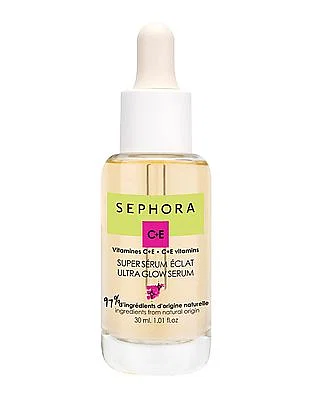 SEPHORA
C+E
Vitamines C+E • C+E vitamins
SUPER SÉRUM ÉCLAT
ULTRA GLOW SERUM
97% d'ingrédients d'origine naturelle
ingredients from natural origin
30 ml. 1.01 fl.oz